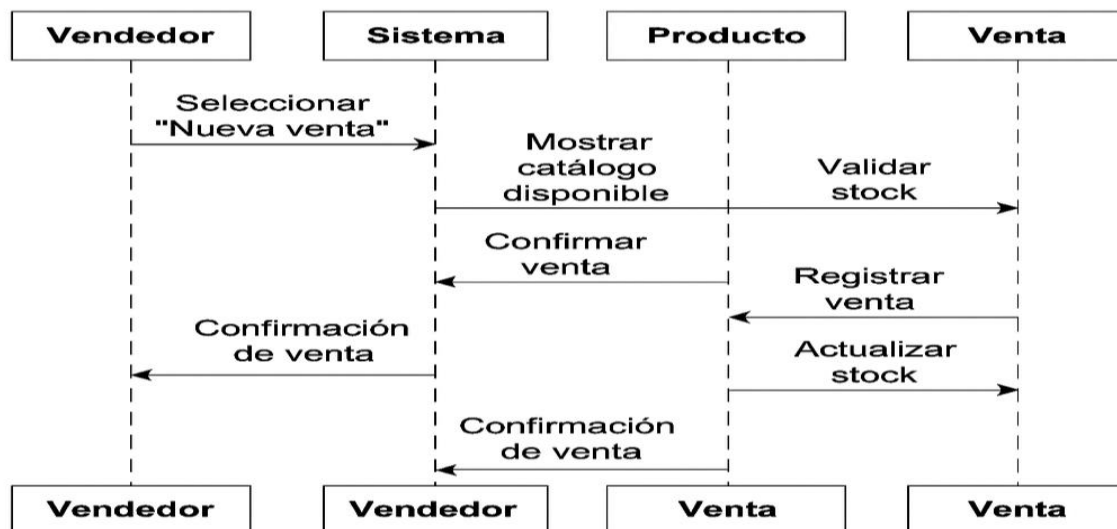 Vendedor
Sistema
Producto
Venta
Seleccionar
"Nueva venta"
Mostrar
catálogo
disponible
Validar
stock
Confirmar
venta
Registrar
venta
Confirmación
de venta
Actualizar
stock
Confirmación
de venta
Vendedor
Vendedor
Venta
Venta